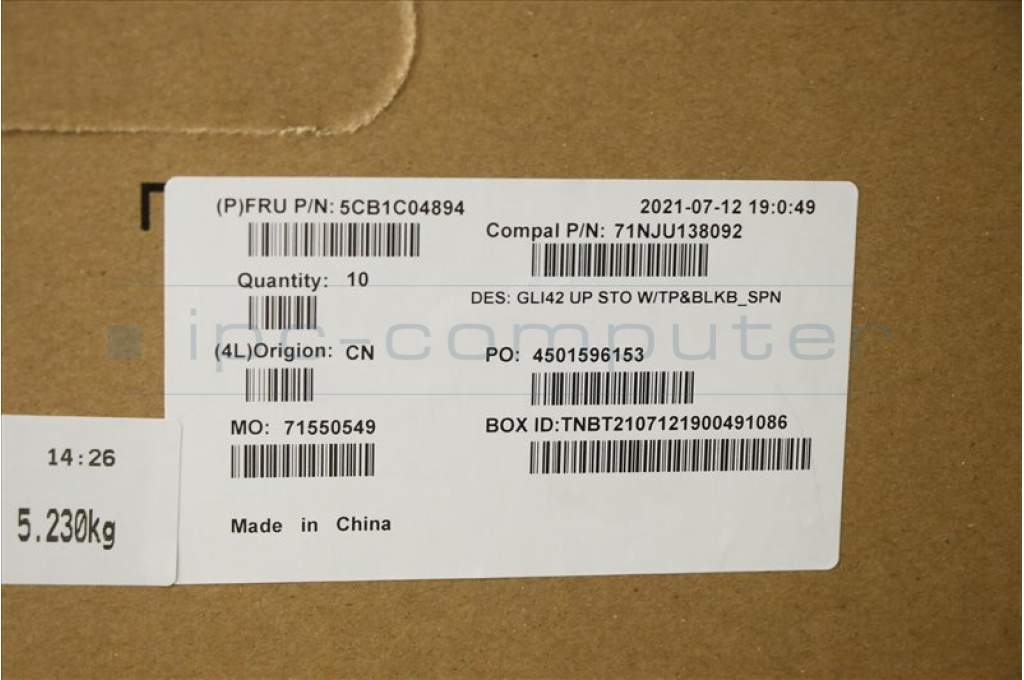 (P)FRU P/N: 5CB1C04894
2021-07-12 19:0:49
Compal P/N: 71NJU138092
Quantity: 10
DES: GLI42 UP STO W/TP&BLKB_SPN
ipc-computer
(4L)Origion: CN
PO: 4501596153
MO: 71550549
BOX ID:TNBT2107121900491086
14:26
5.230kg
Made in China